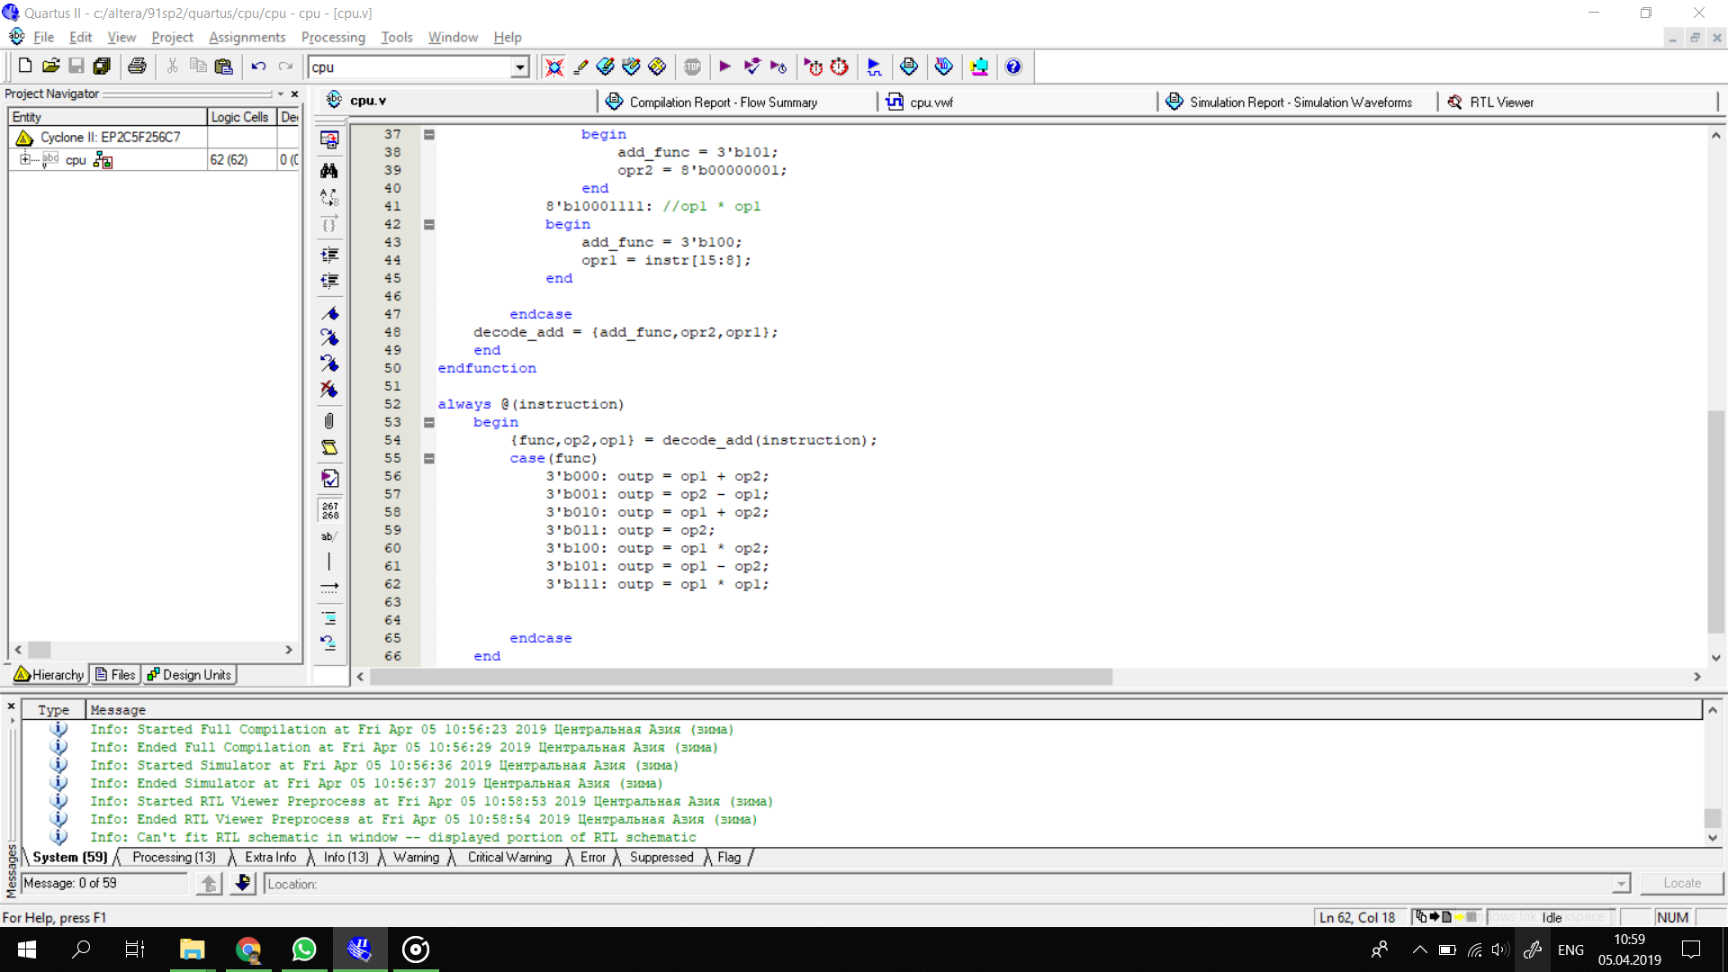 Quartus II - c:/altera/91sp2/quartus/cpu/cpu - cpu - [cpu.v]
File Edit View Project Assignments Processing Tools Window Help
cpu
Project Navigator
Entity Logic Cells
Cyclone II: EP2C5F256C7
cpu 62 (62)
Hierarchy Files Design Units
cpu.v Compilation Report - Flow Summary cpu.vwf Simulation Report - Simulation Waveforms RTL Viewer
37 begin
38 add_func = 3'b101;
39 opr2 = 8'b00000001;
40 end
41 8'b10001111: //op1 * op1
42 begin
43 add_func = 3'b100;
44 opr1 = instr[15:8];
45 end
46
47 endcase
48 decode_add = {add_func,opr2,opr1};
49 end
50 endfunction
51
52 always @(instruction)
53 begin
54 {func,op2,op1} = decode_add(instruction);
55 case(func)
56 3'b000: outp = op1 + op2;
57 3'b001: outp = op2 - op1;
58 3'b010: outp = op1 + op2;
59 3'b011: outp = op2;
60 3'b100: outp = op1 * op2;
61 3'b101: outp = op1 - op2;
62 3'b111: outp = op1 * op1;
63
64
65 endcase
66 end
Type Message
Info: Started Full Compilation at Fri Apr 05 10:56:23 2019 Центральная Азия (зима)
Info: Ended Full Compilation at Fri Apr 05 10:56:29 2019 Центральная Азия (зима)
Info: Started Simulator at Fri Apr 05 10:56:36 2019 Центральная Азия (зима)
Info: Ended Simulator at Fri Apr 05 10:56:37 2019 Центральная Азия (зима)
Info: Started RTL Viewer Preprocess at Fri Apr 05 10:58:53 2019 Центральная Азия (зима)
Info: Ended RTL Viewer Preprocess at Fri Apr 05 10:58:54 2019 Центральная Азия (зима)
Info: Can't fit RTL schematic in window -- displayed portion of RTL schematic
System (59) Processing (13) Extra Info Info (13) Warning Critical Warning Error Suppressed Flag
Messages
Message: 0 of 59 Location: Locate
For Help, press F1 Ln 62, Col 18 Idle NUM
ENG 10:59
05.04.2019